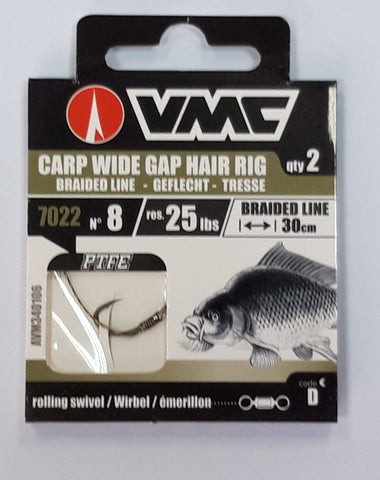 VMC
CARP WIDE GAP HAIR RIG qty 2
BRAIDED LINE - GEFLECHT - TRESSE
7022 N° 8 res. 25 lbs BRAIDED LINE
30cm
PTFE
AVM340106
code €
D
rolling swivel / Wirbel / émerillon